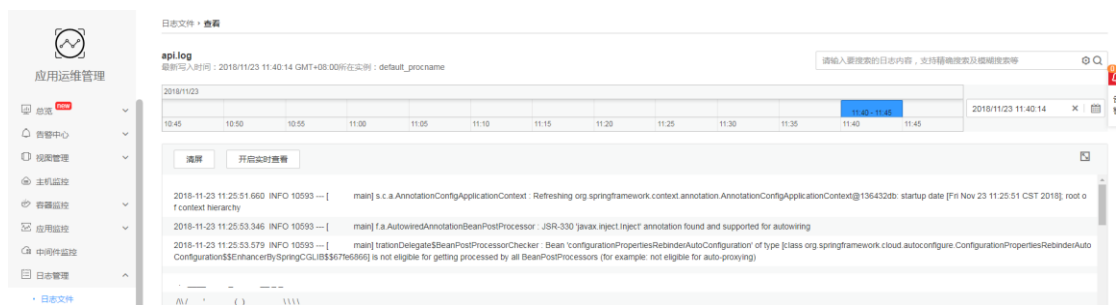 日志文件 › 查看
应用运维管理
api.log
最新写入时间：2018/11/23 11:40:14 GMT+08:00所在实例：default_procname
请输入要搜索的日志内容，支持精确搜索及模糊搜索等
2018/11/23
11:40 - 11:45
2018/11/23 11:40:14
10:45 10:50 10:55 11:00 11:05 11:10 11:15 11:20 11:25 11:30 11:35 11:40 11:45
总览 new
告警中心
视图管理
主机监控
容器监控
应用监控
中间件监控
日志管理
日志文件
清屏 开启实时查看
2018-11-23 11:25:51.660 INFO 10593 --- [ main] s.c.a.AnnotationConfigApplicationContext : Refreshing org.springframework.context.annotation.AnnotationConfigApplicationContext@136432db: startup date [Fri Nov 23 11:25:51 CST 2018]; root o
f context hierarchy
2018-11-23 11:25:53.346 INFO 10593 --- [ main] f.a.AutowiredAnnotationBeanPostProcessor : JSR-330 'javax.inject.Inject' annotation found and supported for autowiring
2018-11-23 11:25:53.579 INFO 10593 --- [ main] trationDelegate$BeanPostProcessorChecker : Bean 'configurationPropertiesRebinderAutoConfiguration' of type [class org.springframework.cloud.autoconfigure.ConfigurationPropertiesRebinderAuto
Configuration$$EnhancerBySpringCGLIB$$67fe6866] is not eligible for getting processed by all BeanPostProcessors (for example: not eligible for auto-proxying)